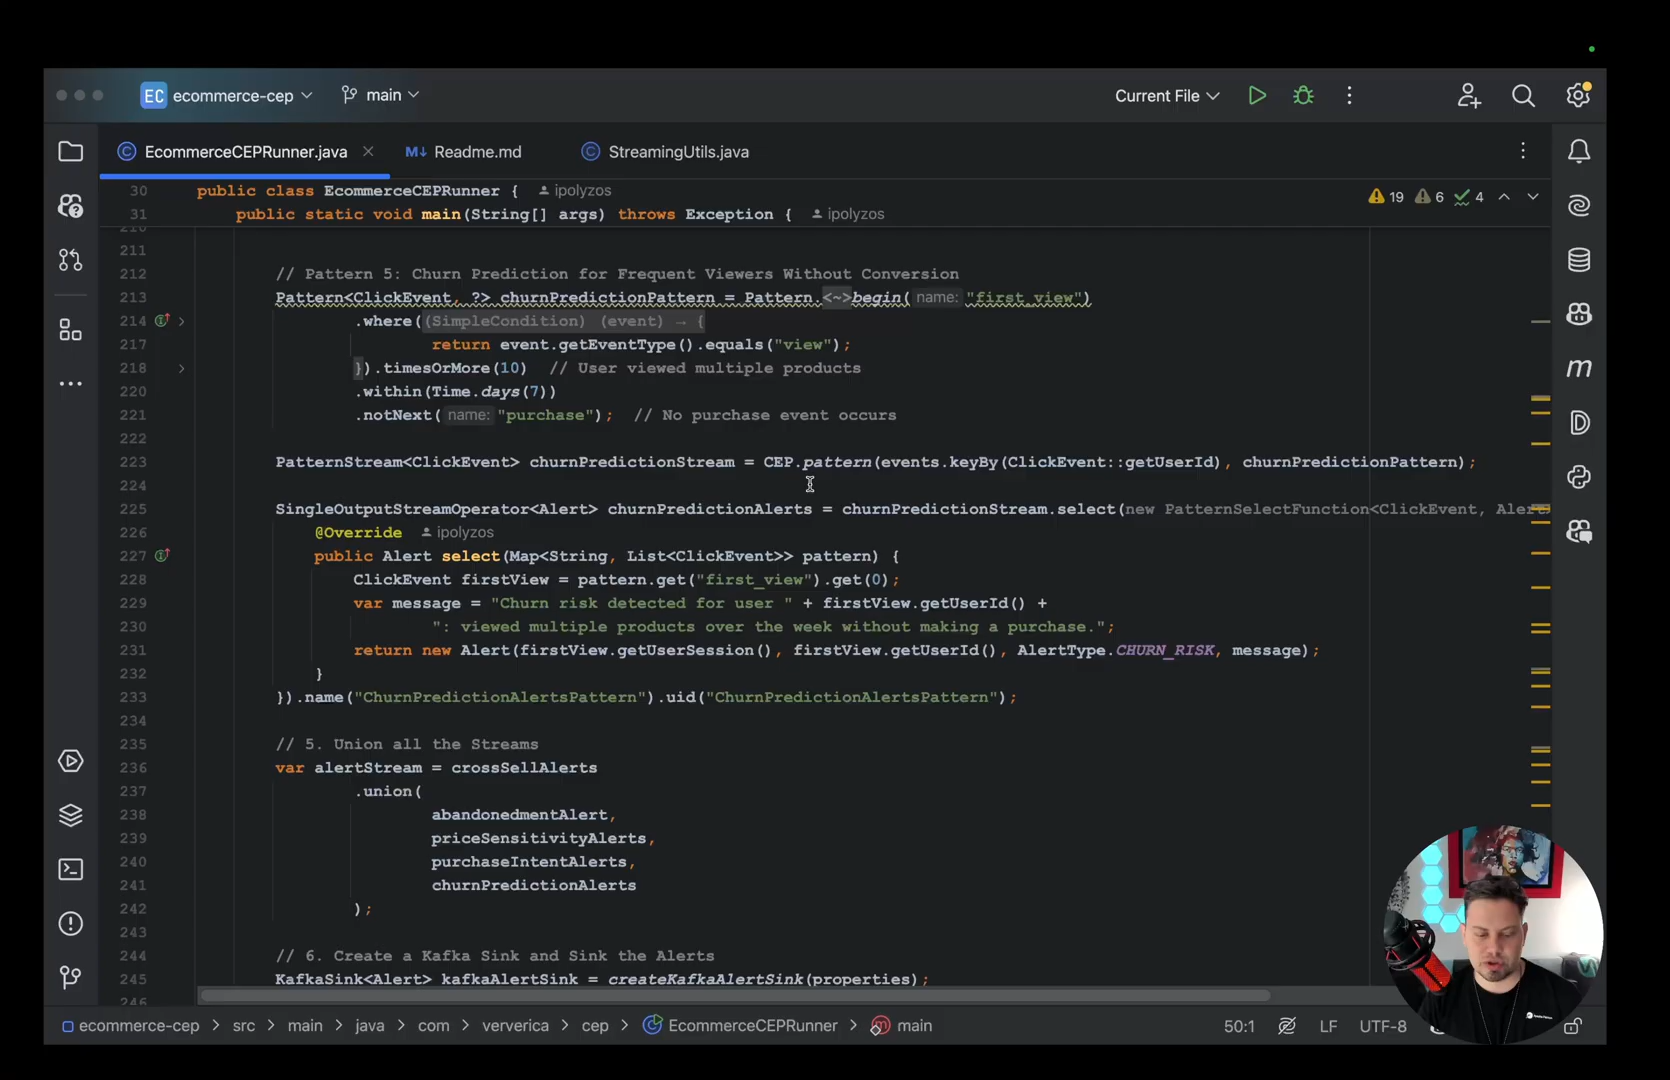 EC ecommerce-cep main Current File
EcommerceCEPRunner.java M↓ Readme.md StreamingUtils.java
30 public class EcommerceCEPRunner { ipolyzos
31 public static void main(String[] args) throws Exception { ipolyzos
19 6 4
211
212 // Pattern 5: Churn Prediction for Frequent Viewers Without Conversion
213 Pattern<ClickEvent, ?> churnPredictionPattern = Pattern.<~>begin( name: "first_view")
214 .where((SimpleCondition) (event) → {
217 return event.getEventType().equals("view");
218 }).timesOrMore(10) // User viewed multiple products
220 .within(Time.days(7))
221 .notNext( name: "purchase"); // No purchase event occurs
222
223 PatternStream<ClickEvent> churnPredictionStream = CEP.pattern(events.keyBy(ClickEvent::getUserId), churnPredictionPattern);
224
225 SingleOutputStreamOperator<Alert> churnPredictionAlerts = churnPredictionStream.select(new PatternSelectFunction<ClickEvent, Alert>
226 @Override ipolyzos
227 public Alert select(Map<String, List<ClickEvent>> pattern) {
228 ClickEvent firstView = pattern.get("first_view").get(0);
229 var message = "Churn risk detected for user " + firstView.getUserId() +
230 ": viewed multiple products over the week without making a purchase.";
231 return new Alert(firstView.getUserSession(), firstView.getUserId(), AlertType.CHURN_RISK, message);
232 }
233 }).name("ChurnPredictionAlertsPattern").uid("ChurnPredictionAlertsPattern");
234
235 // 5. Union all the Streams
236 var alertStream = crossSellAlerts
237 .union(
238 abandonedmentAlert,
239 priceSensitivityAlerts,
240 purchaseIntentAlerts,
241 churnPredictionAlerts
242 );
243
244 // 6. Create a Kafka Sink and Sink the Alerts
245 KafkaSink<Alert> kafkaAlertSink = createKafkaAlertSink(properties);
ecommerce-cep > src > main > java > com > ververica > cep > EcommerceCEPRunner > main 50:1 LF UTF-8